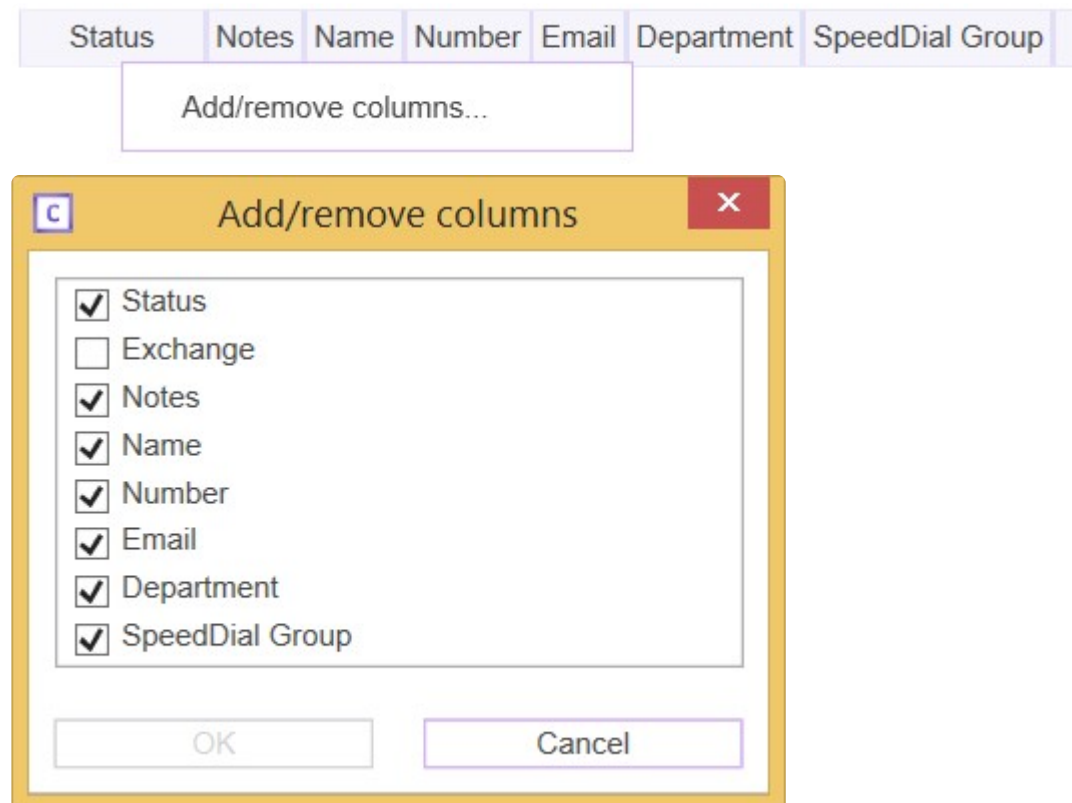 Status Notes Name Number Email Department SpeedDial Group
Add/remove columns...
C Add/remove columns X
Status
Exchange
Notes
Name
Number
Email
Department
SpeedDial Group
OK Cancel